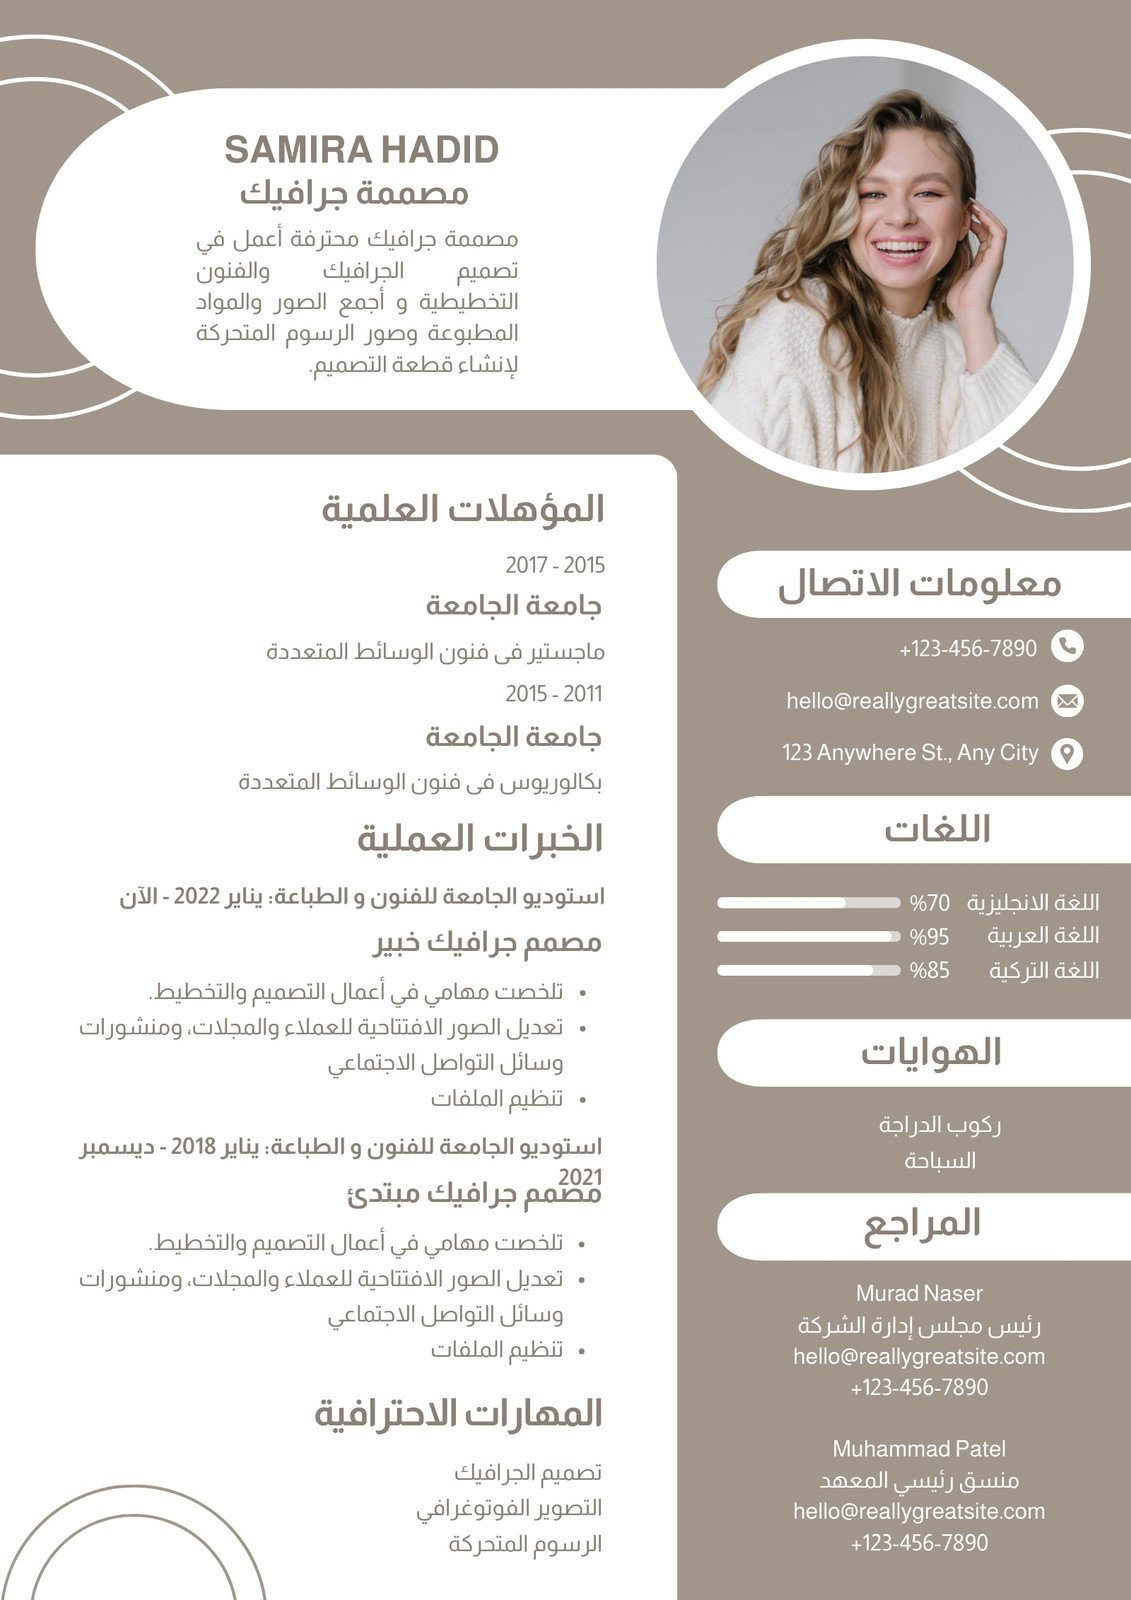 SAMIRA HADID
مصممة جرافيك
مصممة جرافيك محترفة أعمل في
تصميم الجرافيك والفنون
التخطيطية و أجمع الصور والمواد
المطبوعة وصور الرسوم المتحركة
لإنشاء قطعة التصميم.
معلومات الاتصال
+123-456-7890
hello@reallygreatsite.com
123 Anywhere St., Any City
اللغات
اللغة الانجليزية %70
اللغة العربية %95
اللغة التركية %85
الهوايات
ركوب الدراجة
السباحة
المراجع
Murad Naser
رئيس مجلس إدارة الشركة
hello@reallygreatsite.com
+123-456-7890
Muhammad Patel
منسق رئيسي المعهد
hello@reallygreatsite.com
+123-456-7890
المؤهلات العلمية
2015 - 2017
جامعة الجامعة
ماجستير فى فنون الوسائط المتعددة
2011 - 2015
جامعة الجامعة
بكالوريوس فى فنون الوسائط المتعددة
الخبرات العملية
استوديو الجامعة للفنون و الطباعة: يناير 2022 - الآن
مصمم جرافيك خبير
• تلخصت مهامي في أعمال التصميم والتخطيط.
• تعديل الصور الافتتاحية للعملاء والمجلات، ومنشورات
وسائل التواصل الاجتماعي
• تنظيم الملفات
استوديو الجامعة للفنون و الطباعة: يناير 2018 - ديسمبر
2021
مصمم جرافيك مبتدئ
• تلخصت مهامي في أعمال التصميم والتخطيط.
• تعديل الصور الافتتاحية للعملاء والمجلات، ومنشورات
وسائل التواصل الاجتماعي
• تنظيم الملفات
المهارات الاحترافية
تصميم الجرافيك
التصوير الفوتوغرافي
الرسوم المتحركة